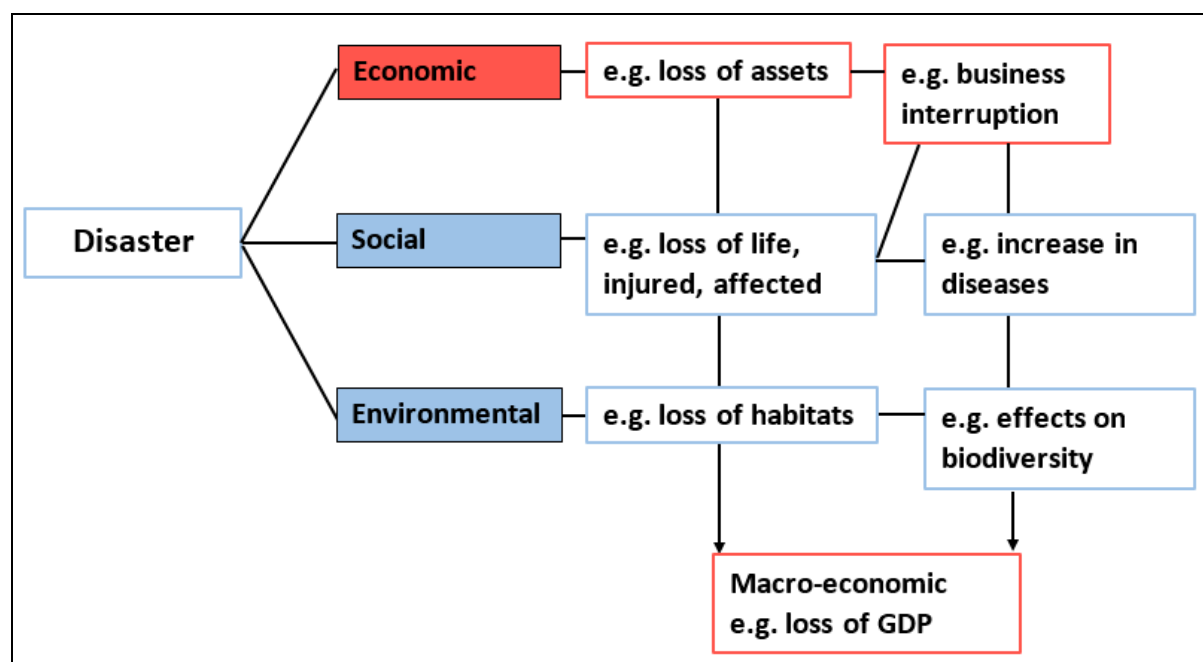 Economic
e.g. loss of assets
e.g. business
interruption
Disaster
Social
e.g. loss of life,
injured, affected
e.g. increase in
diseases
Environmental
e.g. loss of habitats
e.g. effects on
biodiversity
Macro-economic
e.g. loss of GDP